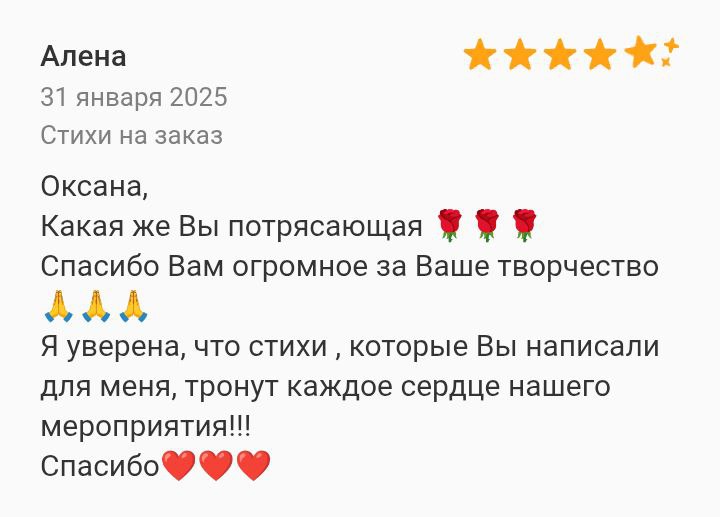 Алена
31 января 2025
Стихи на заказ
Оксана,
Какая же Вы потрясающая 🌹🌹🌹
Спасибо Вам огромное за Ваше творчество
🙏🙏🙏
Я уверена, что стихи , которые Вы написали
для меня, тронут каждое сердце нашего
мероприятия!!!
Спасибо❤️❤️❤️